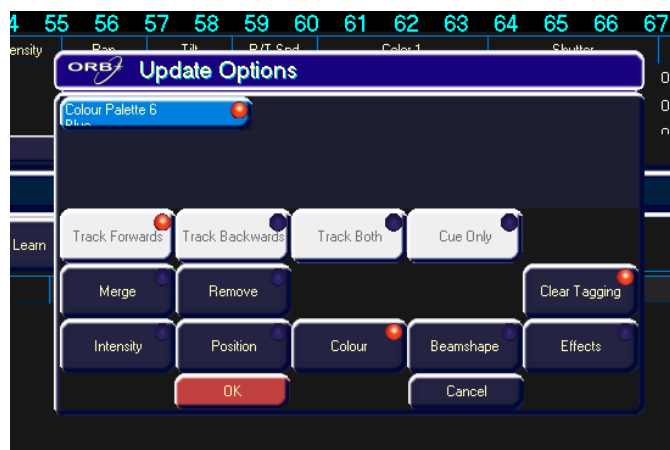 4 55 56 57 58 59 60 61 62 63 64 65 66 67
ensity Pan Tilt P/T Spd Color 1 Shutter
ORB Update Options
Colour Palette 6
Blue
Track Forwards Track Backwards Track Both Cue Only
Learn
Merge Remove Clear Tagging
Intensity Position Colour Beamshape Effects
OK Cancel